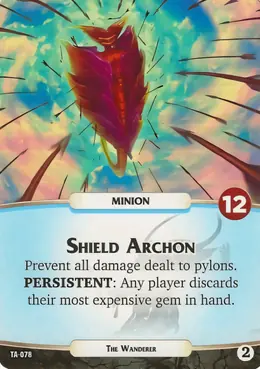 MINION
12
SHIELD ARCHON
Prevent all damage dealt to pylons.
PERSISTENT: Any player discards
their most expensive gem in hand.
TA-078
THE WANDERER
2